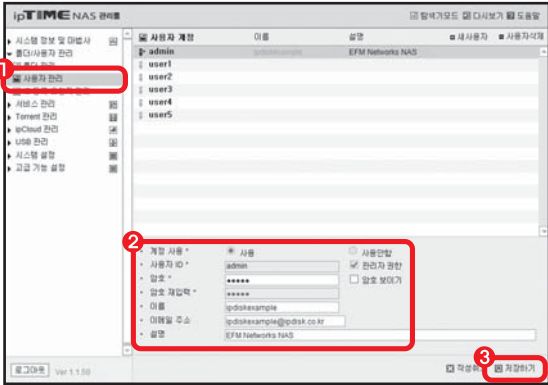 ipTIME NAS 관리
탐색기모드 다시보기 도움말
시스템 정보 및 마법사
폴더/사용자 관리
1
폴더 관리
사용자 관리
서비스 관리
Torrent 관리
ipCloud 관리
USB 관리
시스템 설정
고급 기능 설정
로그아웃 Ver 1.1.50
사용자 계정 이름 설명 새사용자 사용자삭제
admin ipdiskexample EFM Networks NAS
user1
user2
user3
user4
user5
2
계정 사용 * 사용 사용안함
사용자 ID * admin 관리자 권한
암호 * ●●●●● 암호 보이기
암호 재입력 * ●●●●●
이름 ipdiskexample
이메일 주소 ipdiskexample@ipdisk.co.kr
설명 EFM Networks NAS
3
작성취 저장하기